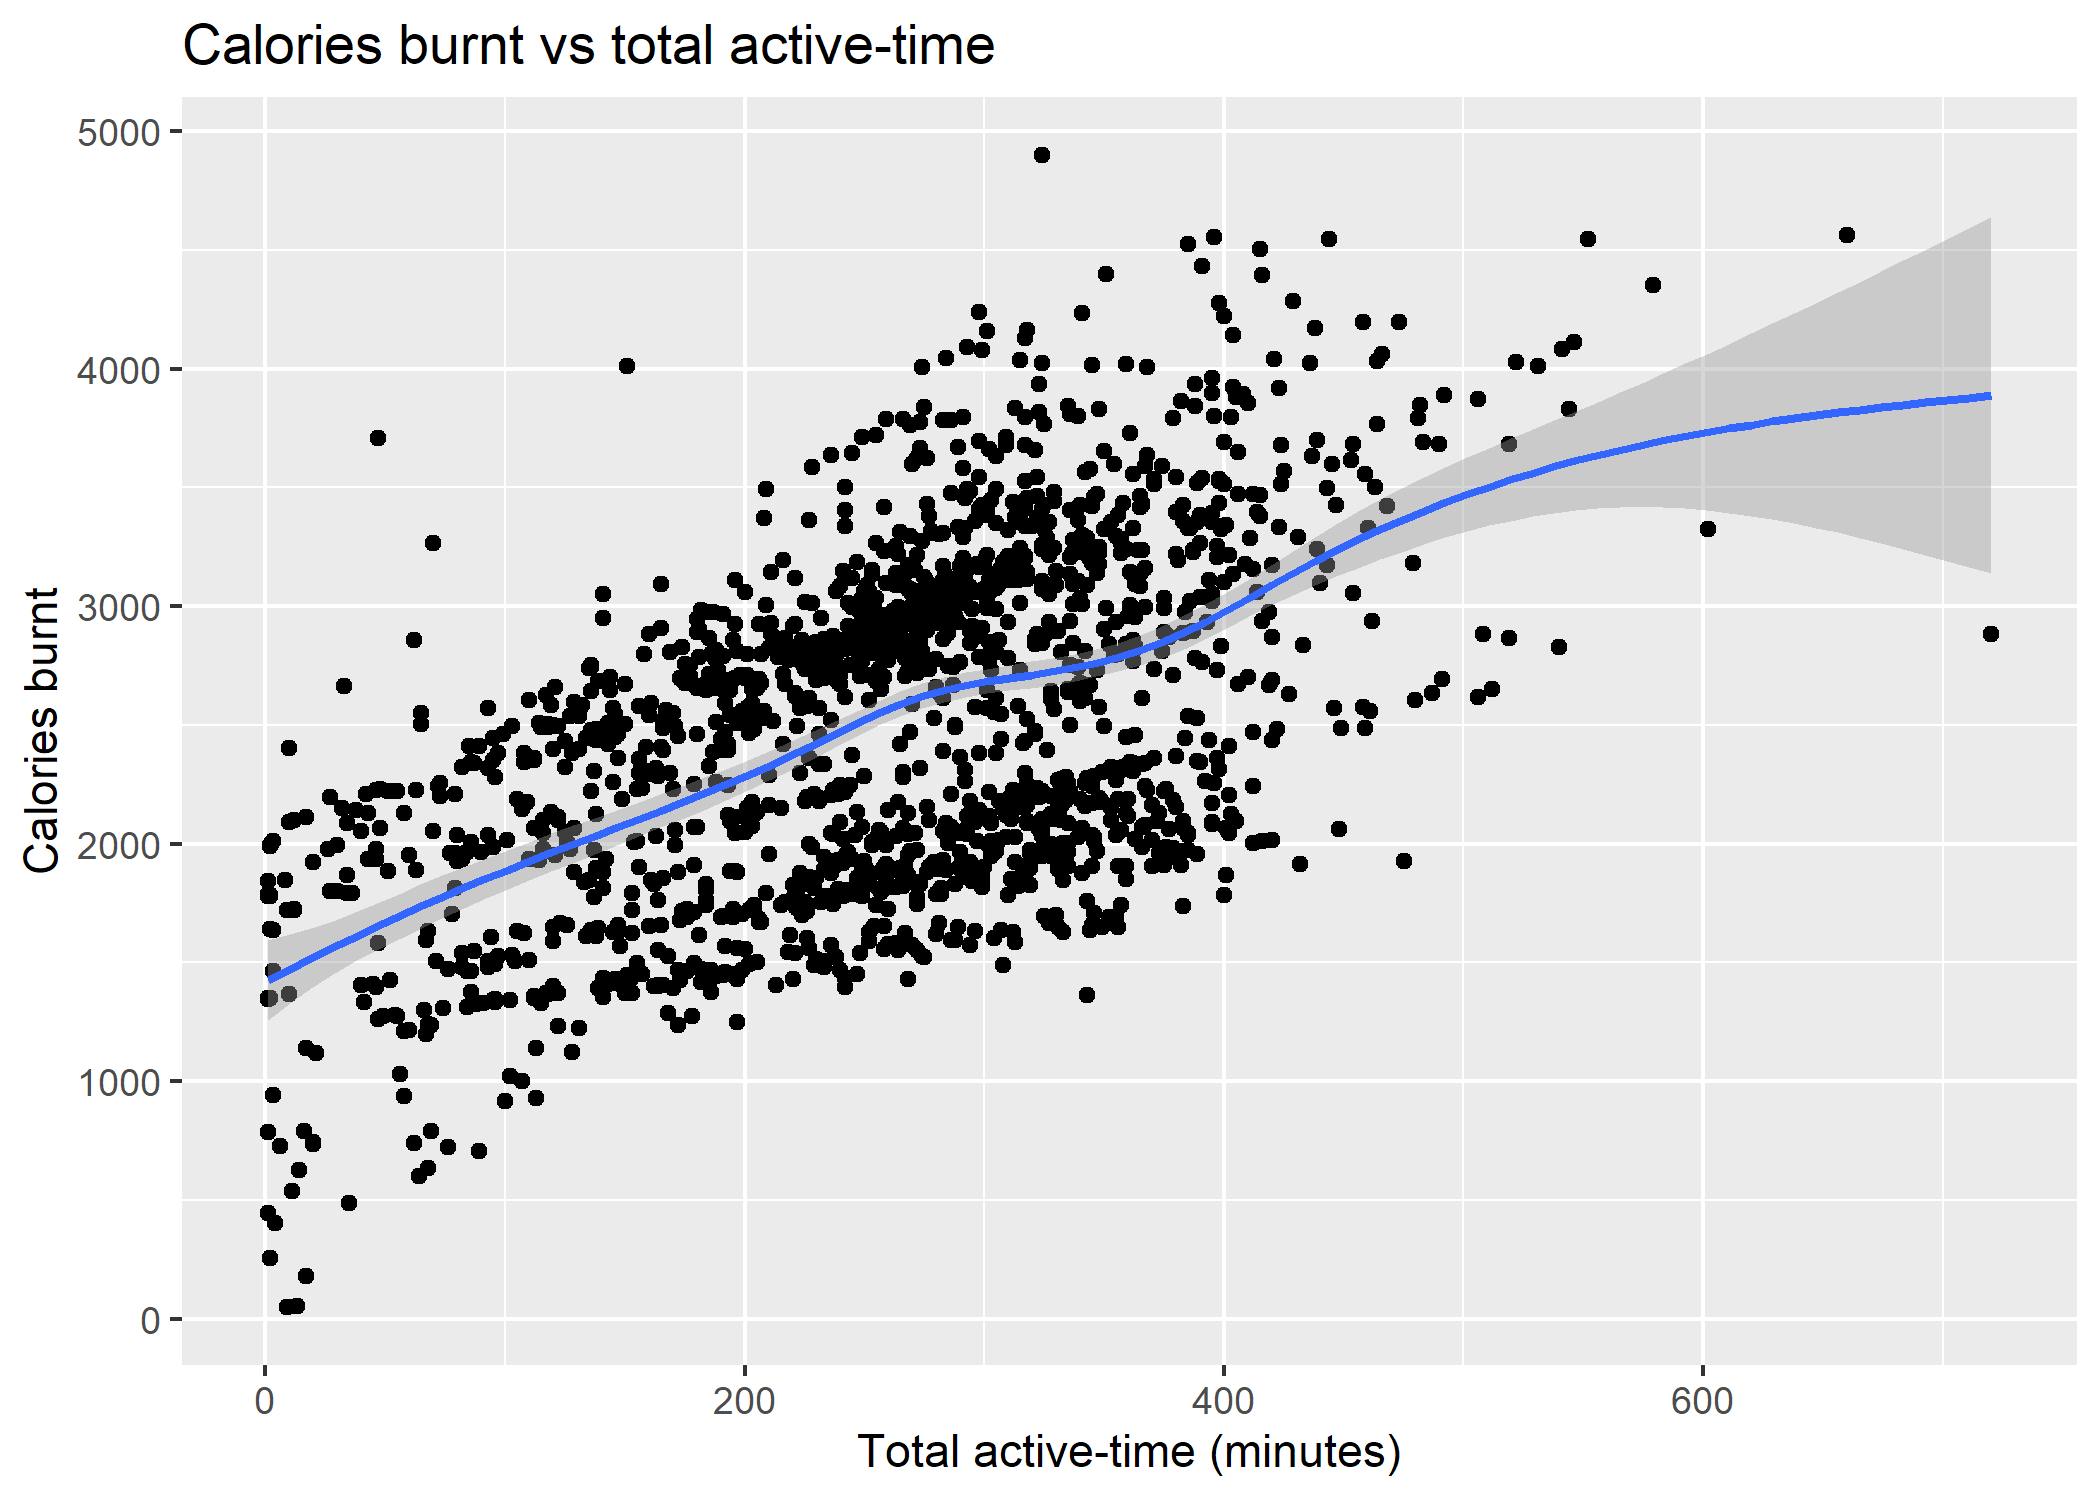 Calories burnt vs total active-time
5000
4000
3000
2000
1000
0
Calories burnt
0 200 400 600
Total active-time (minutes)